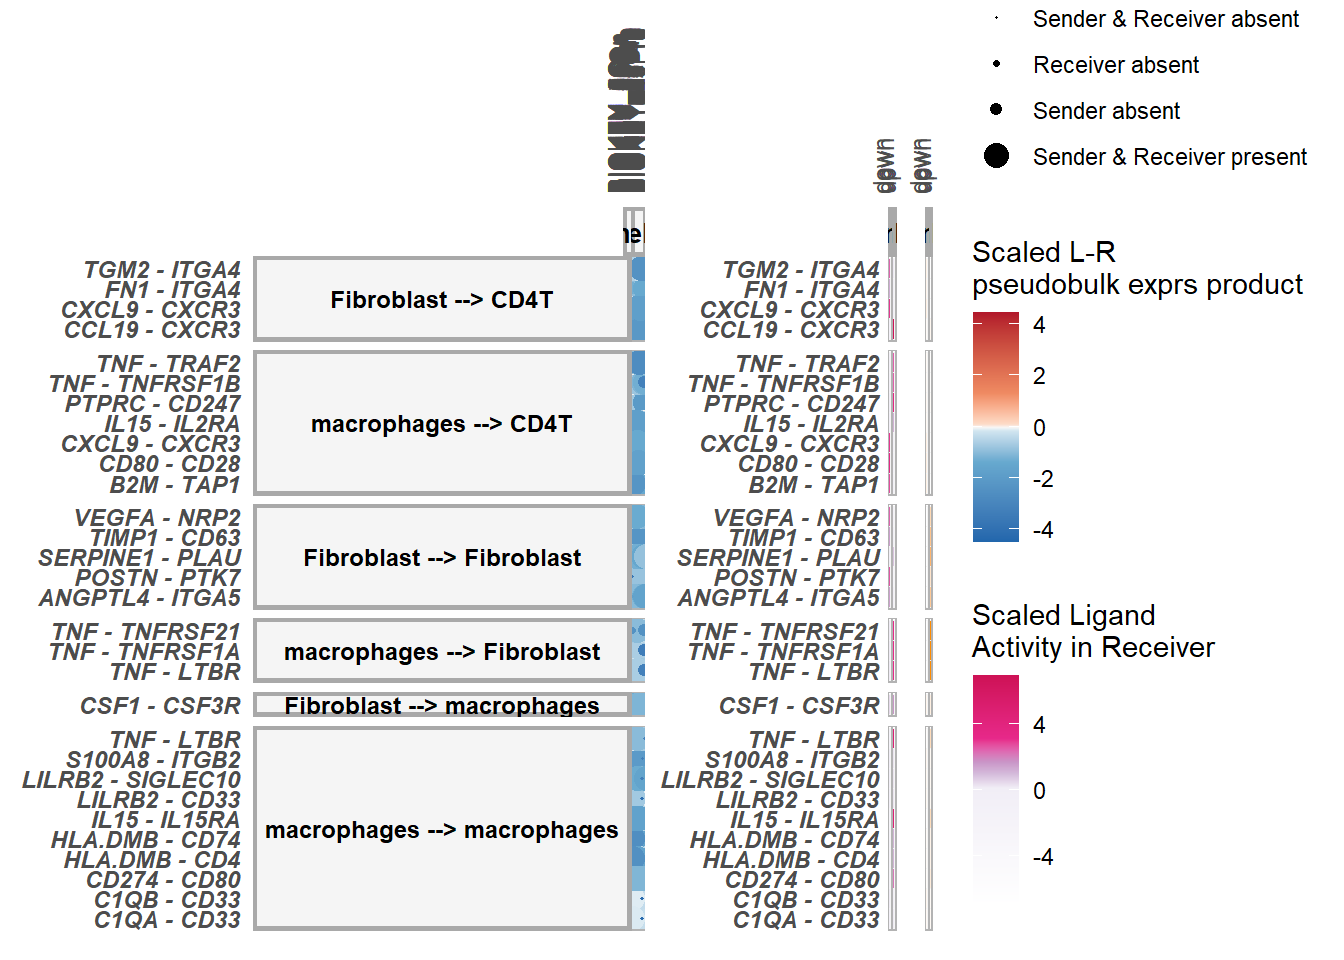 Sender & Receiver absent
Receiver absent
Sender absent
Sender & Receiver present
down
down
TGM2 - ITGA4
FN1 - ITGA4
CXCL9 - CXCR3
CCL19 - CXCR3
Fibroblast --> CD4T
TNF - TRAF2
TNF - TNFRSF1B
PTPRC - CD247
IL15 - IL2RA
CXCL9 - CXCR3
CD80 - CD28
B2M - TAP1
macrophages --> CD4T
VEGFA - NRP2
TIMP1 - CD63
SERPINE1 - PLAU
POSTN - PTK7
ANGPTL4 - ITGA5
Fibroblast --> Fibroblast
TNF - TNFRSF21
TNF - TNFRSF1A
TNF - LTBR
macrophages --> Fibroblast
CSF1 - CSF3R
Fibroblast --> macrophages
TNF - LTBR
S100A8 - ITGB2
LILRB2 - SIGLEC10
LILRB2 - CD33
IL15 - IL15RA
HLA.DMB - CD74
HLA.DMB - CD4
CD274 - CD80
C1QB - CD33
C1QA - CD33
macrophages --> macrophages
TGM2 - ITGA4
FN1 - ITGA4
CXCL9 - CXCR3
CCL19 - CXCR3
TNF - TRAF2
TNF - TNFRSF1B
PTPRC - CD247
IL15 - IL2RA
CXCL9 - CXCR3
CD80 - CD28
B2M - TAP1
VEGFA - NRP2
TIMP1 - CD63
SERPINE1 - PLAU
POSTN - PTK7
ANGPTL4 - ITGA5
TNF - TNFRSF21
TNF - TNFRSF1A
TNF - LTBR
CSF1 - CSF3R
TNF - LTBR
S100A8 - ITGB2
LILRB2 - SIGLEC10
LILRB2 - CD33
IL15 - IL15RA
HLA.DMB - CD74
HLA.DMB - CD4
CD274 - CD80
C1QB - CD33
C1QA - CD33
Scaled L-R
pseudobulk exprs product
4
2
0
-2
-4
Scaled Ligand
Activity in Receiver
4
0
-4